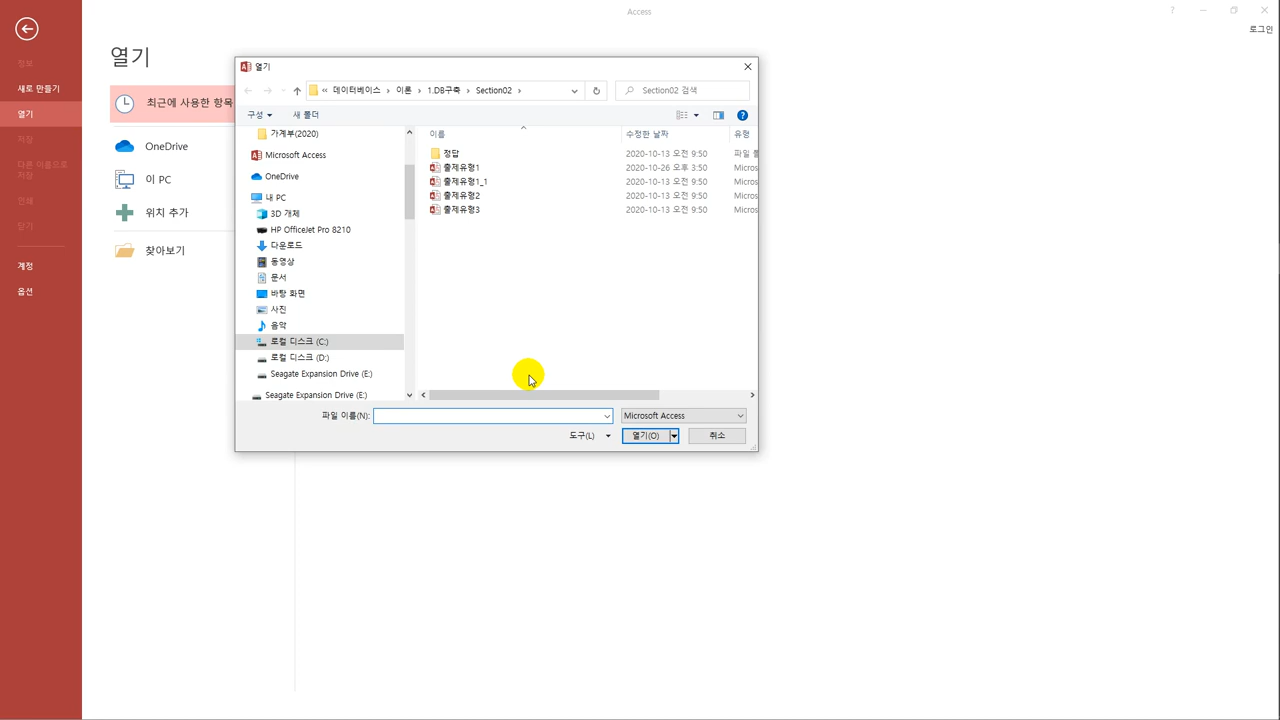 Access
?
로그인
정보
새로 만들기
열기
저장
다른 이름으로
저장
인쇄
닫기
계정
옵션
열기
최근에 사용한 항목
OneDrive
이 PC
위치 추가
찾아보기
열기
« 데이터베이스 › 이론 › 1.DB구축 › Section02 ›
Section02 검색
구성 새 폴더
가계부(2020)
Microsoft Access
OneDrive
내 PC
3D 개체
HP OfficeJet Pro 8210
다운로드
동영상
문서
바탕 화면
사진
음악
로컬 디스크 (C:)
로컬 디스크 (D:)
Seagate Expansion Drive (E:)
Seagate Expansion Drive (E:)
이름 수정한 날짜 유형
정답 2020-10-13 오전 9:50 파일 폴
출제유형1 2020-10-26 오후 3:50 Micros
출제유형1_1 2020-10-13 오전 9:50 Micros
출제유형2 2020-10-13 오전 9:50 Micros
출제유형3 2020-10-13 오전 9:50 Micros
파일 이름(N): Microsoft Access
도구(L) 열기(O) 취소